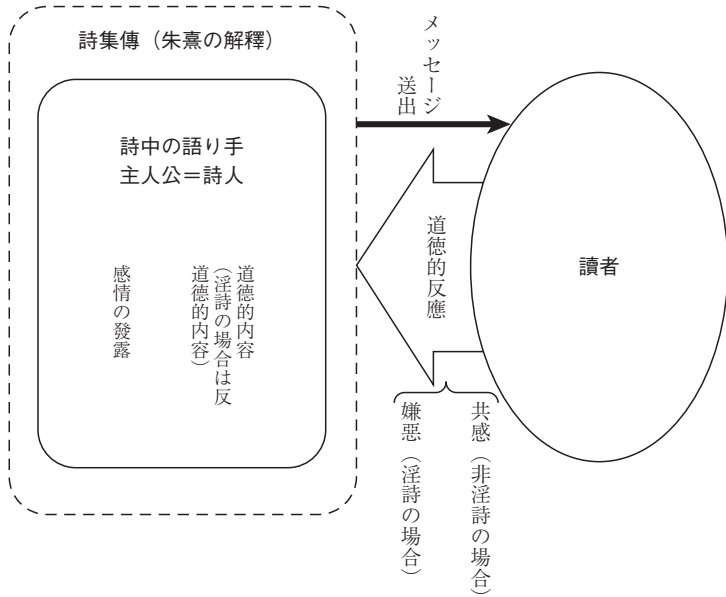 詩集傳（朱熹の解釋）
詩中の語り手
主人公＝詩人
道德的内容
（淫詩の場合は反
道德的内容）
感情の發露
メッセージ
送出
道德的反應
讀者
共感（非淫詩の場合）
嫌惡（淫詩の場合）